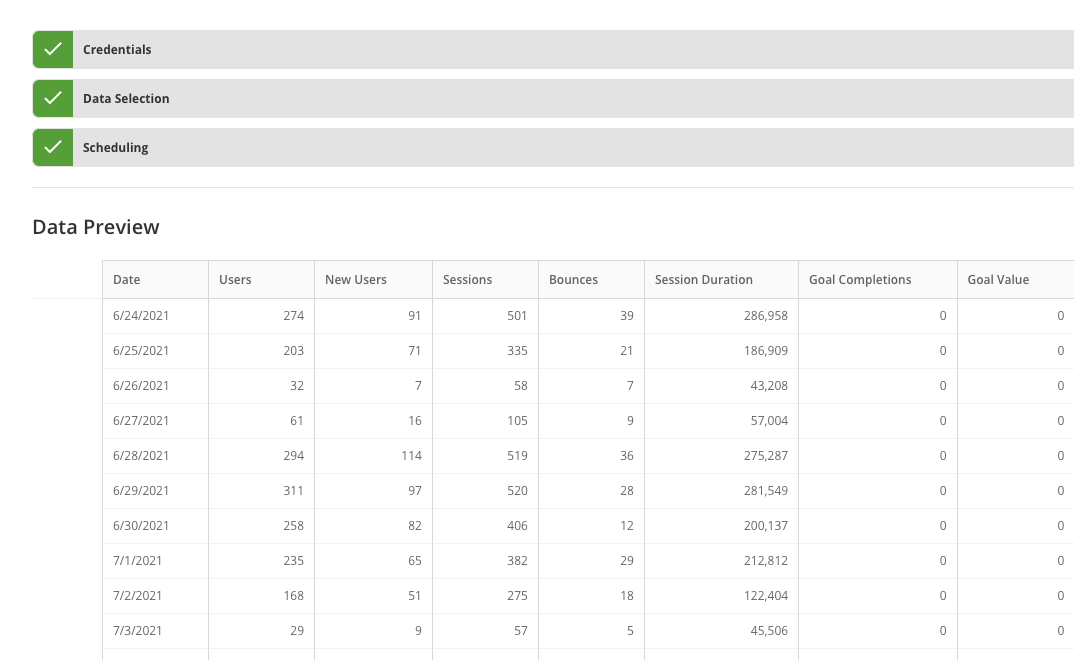 Credentials
Data Selection
Scheduling
Data Preview
Date Users New Users Sessions Bounces Session Duration Goal Completions Goal Value
6/24/2021 274 91 501 39 286,958 0 0
6/25/2021 203 71 335 21 186,909 0 0
6/26/2021 32 7 58 7 43,208 0 0
6/27/2021 61 16 105 9 57,004 0 0
6/28/2021 294 114 519 36 275,287 0 0
6/29/2021 311 97 520 28 281,549 0 0
6/30/2021 258 82 406 12 200,137 0 0
7/1/2021 235 65 382 29 212,812 0 0
7/2/2021 168 51 275 18 122,404 0 0
7/3/2021 29 9 57 5 45,506 0 0